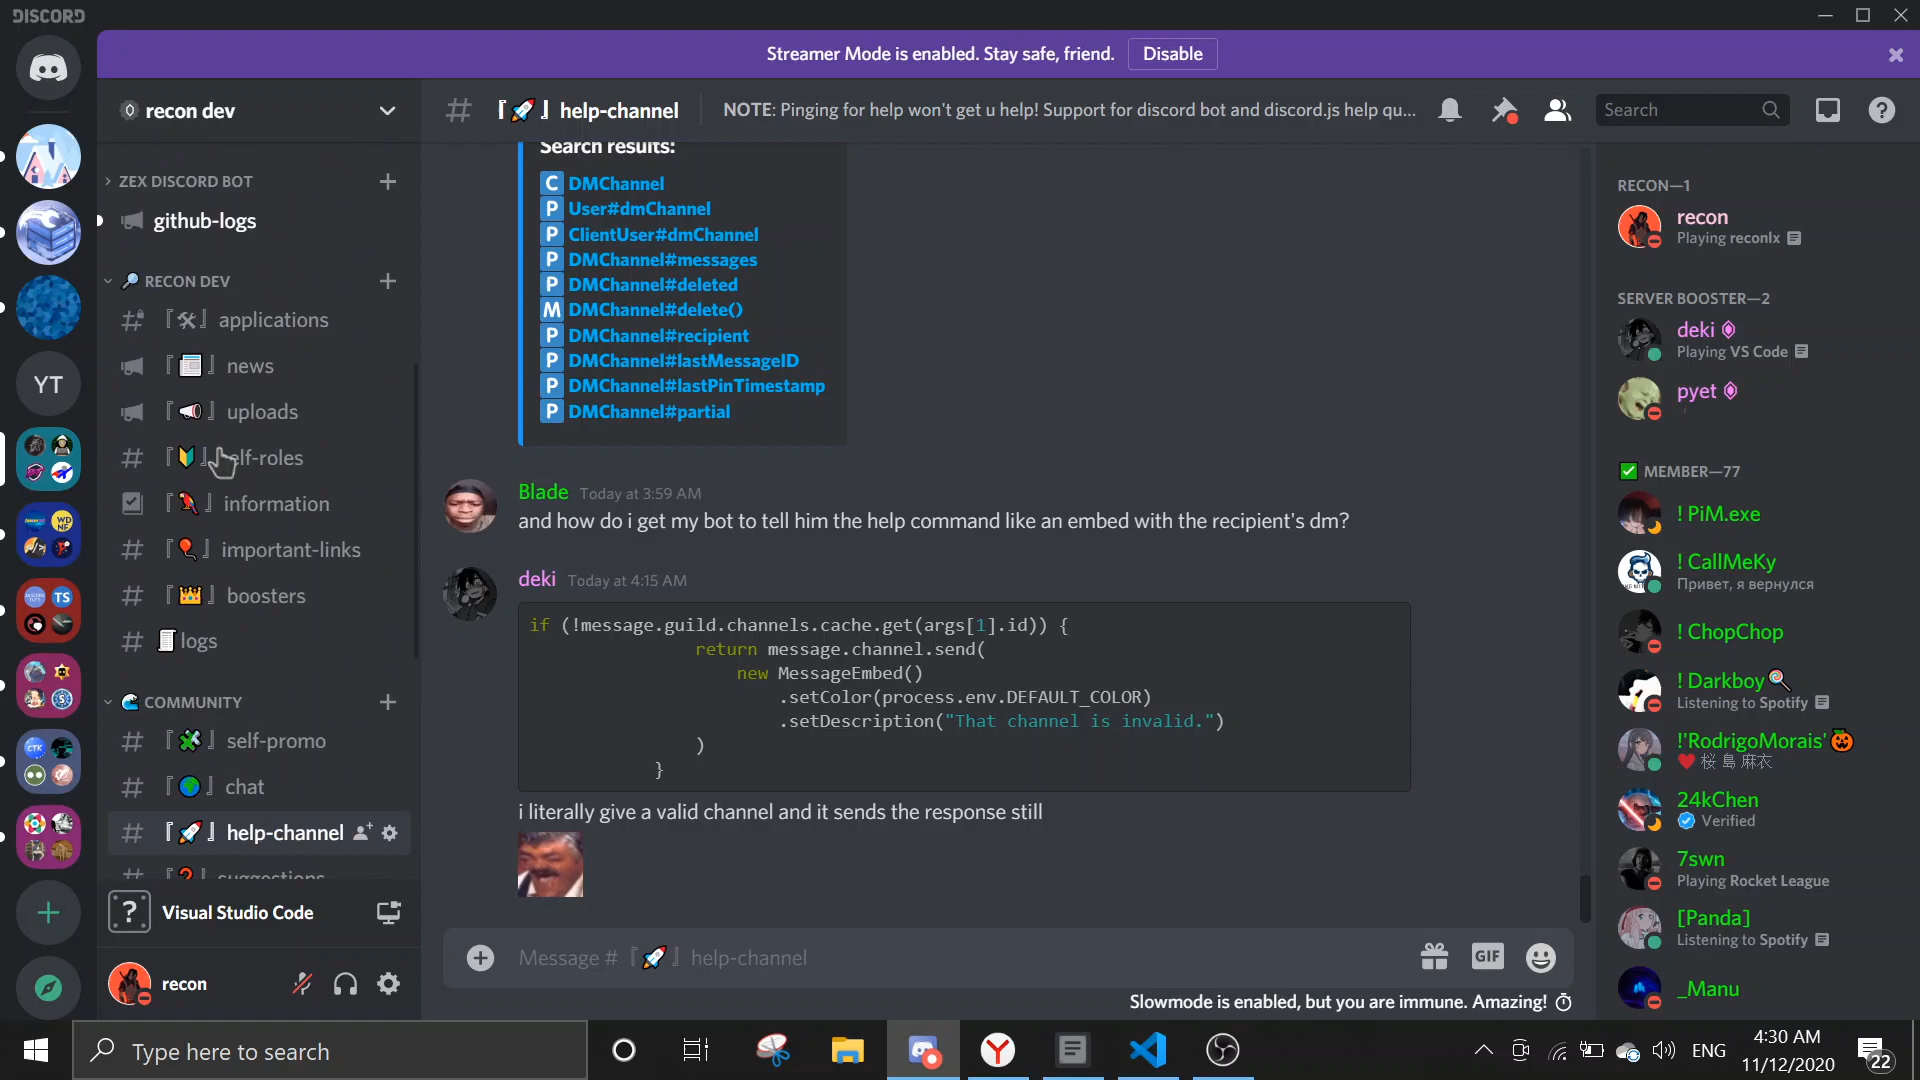 DISCORD
Streamer Mode is enabled. Stay safe, friend.
Disable
recon dev
『🚀』help-channel
NOTE: Pinging for help won't get u help! Support for discord bot and discord.js help qu...
Search
ZEX DISCORD BOT
github-logs
🔎 RECON DEV
『🛠』applications
『📰』news
『📢』uploads
『🔰』self-roles
『🦜』information
『🎈』important-links
『👑』boosters
📜logs
🌊 COMMUNITY
『🧩』self-promo
『🌍』chat
『🚀』help-channel
『❓』suggestions
Visual Studio Code
recon
YT
CTK
WD
NF
TS
Search results:
C DMChannel
P User#dmChannel
P ClientUser#dmChannel
P DMChannel#messages
P DMChannel#deleted
M DMChannel#delete()
P DMChannel#recipient
P DMChannel#lastMessageID
P DMChannel#lastPinTimestamp
P DMChannel#partial
Blade Today at 3:59 AM
and how do i get my bot to tell him the help command like an embed with the recipient's dm?
deki Today at 4:15 AM
if (!message.guild.channels.cache.get(args[1].id)) {
return message.channel.send(
new MessageEmbed()
.setColor(process.env.DEFAULT_COLOR)
.setDescription("That channel is invalid.")
)
}
i literally give a valid channel and it sends the response still
Message #『🚀』help-channel
GIF
Slowmode is enabled, but you are immune. Amazing!
RECON—1
recon
Playing reconlx
SERVER BOOSTER—2
deki
Playing VS Code
pyet
✅ MEMBER—77
! PiM.exe
! CallMeKy
Привет, я вернулся
! ChopChop
! Darkboy🍭
Listening to Spotify
!'RodrigoMorais'🎃
❤️ 桜 島 麻衣
24kChen
Verified
7swn
Playing Rocket League
[Panda]
Listening to Spotify
_Manu
Type here to search
ENG
4:30 AM
11/12/2020
22